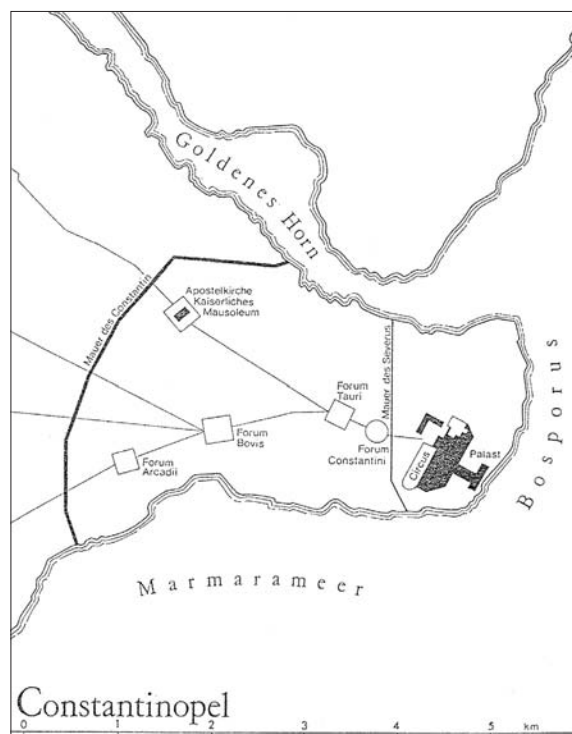 Goldenes Horn
Mauer des Constantin
Apostelkirche
Kaiserliches
Mausoleum
Mauer des Severus
Bosporus
Forum
Tauri
Forum
Bovis
Forum
Constantini
Circus
Palast
Forum
Arcadii
Marmarameer
Constantinopel
0 1 2 3 4 5 km